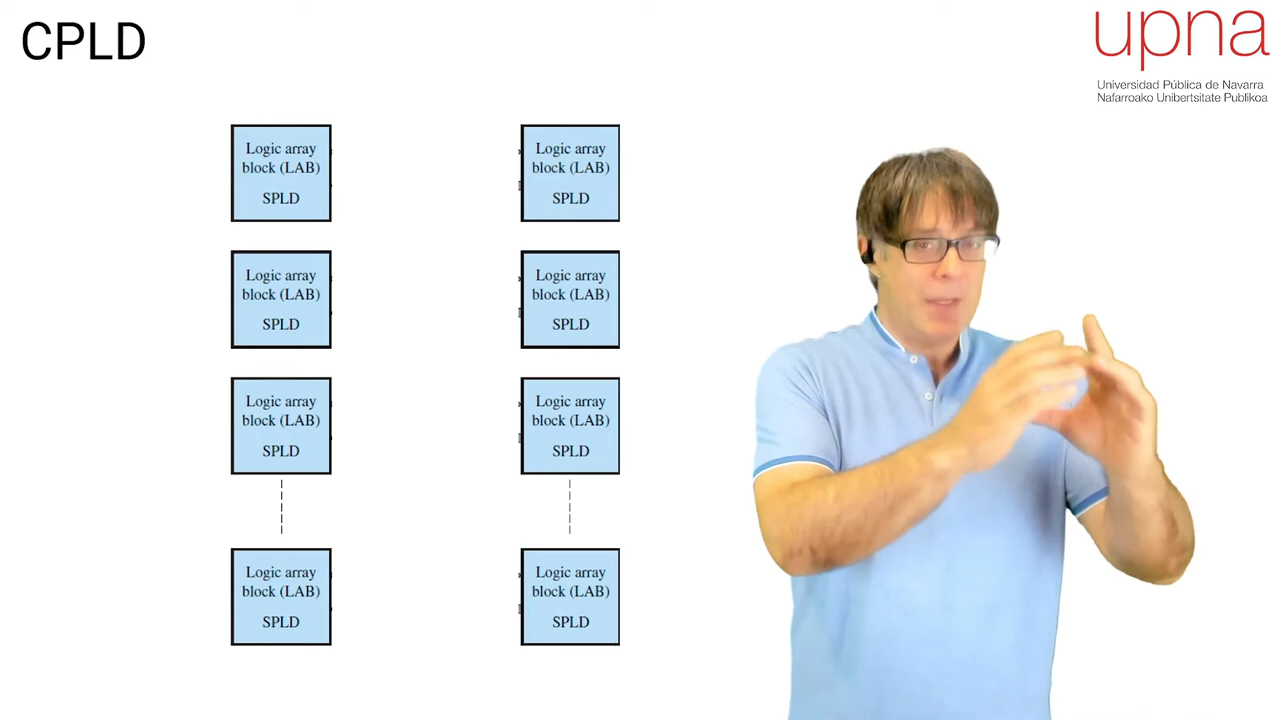 CPLD
upna
Universidad Pública de Navarra
Nafarroako Unibertsitate Publikoa
Logic array
block (LAB)
SPLD
Logic array
block (LAB)
SPLD
Logic array
block (LAB)
SPLD
Logic array
block (LAB)
SPLD
Logic array
block (LAB)
SPLD
Logic array
block (LAB)
SPLD
Logic array
block (LAB)
SPLD
Logic array
block (LAB)
SPLD